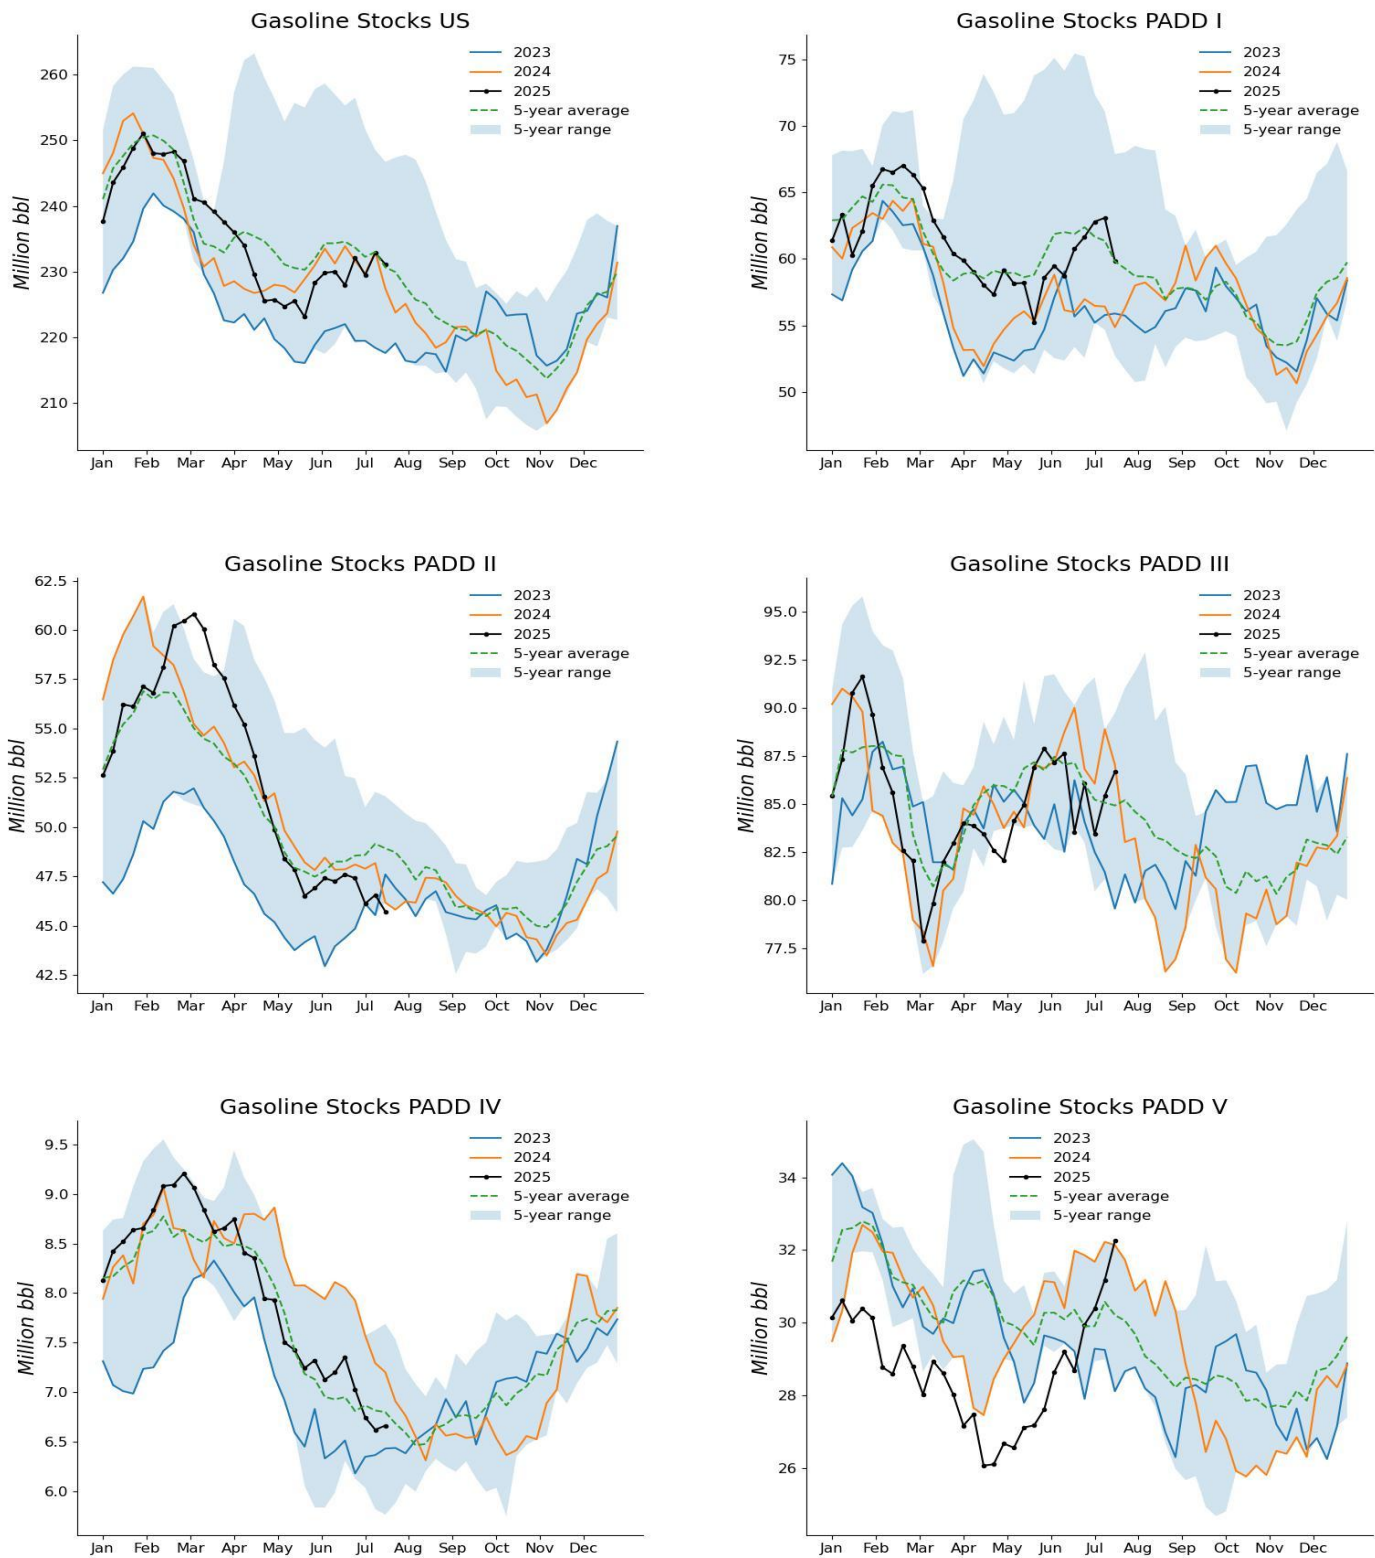 Gasoline Stocks US
Million bbl
260
250
240
230
220
210
Jan Feb Mar Apr May Jun Jul Aug Sep Oct Nov Dec
2023
2024
2025
5-year average
5-year range
Gasoline Stocks PADD I
Million bbl
75
70
65
60
55
50
Jan Feb Mar Apr May Jun Jul Aug Sep Oct Nov Dec
2023
2024
2025
5-year average
5-year range
Gasoline Stocks PADD II
Million bbl
62.5
60.0
57.5
55.0
52.5
50.0
47.5
45.0
42.5
Jan Feb Mar Apr May Jun Jul Aug Sep Oct Nov Dec
2023
2024
2025
5-year average
5-year range
Gasoline Stocks PADD III
Million bbl
95.0
92.5
90.0
87.5
85.0
82.5
80.0
77.5
Jan Feb Mar Apr May Jun Jul Aug Sep Oct Nov Dec
2023
2024
2025
5-year average
5-year range
Gasoline Stocks PADD IV
Million bbl
9.5
9.0
8.5
8.0
7.5
7.0
6.5
6.0
Jan Feb Mar Apr May Jun Jul Aug Sep Oct Nov Dec
2023
2024
2025
5-year average
5-year range
Gasoline Stocks PADD V
Million bbl
34
32
30
28
26
Jan Feb Mar Apr May Jun Jul Aug Sep Oct Nov Dec
2023
2024
2025
5-year average
5-year range